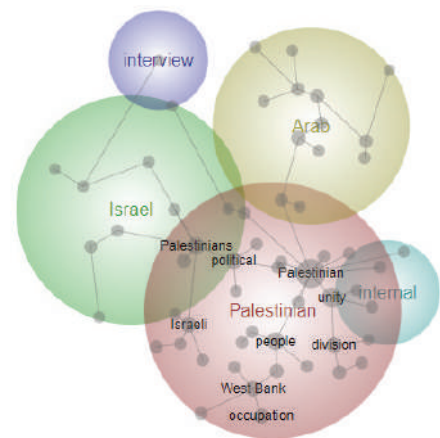 interview
Arab
Israel
Palestinians
political
Palestinian
unity
internal
Palestinian
Israeli
people
division
West Bank
occupation